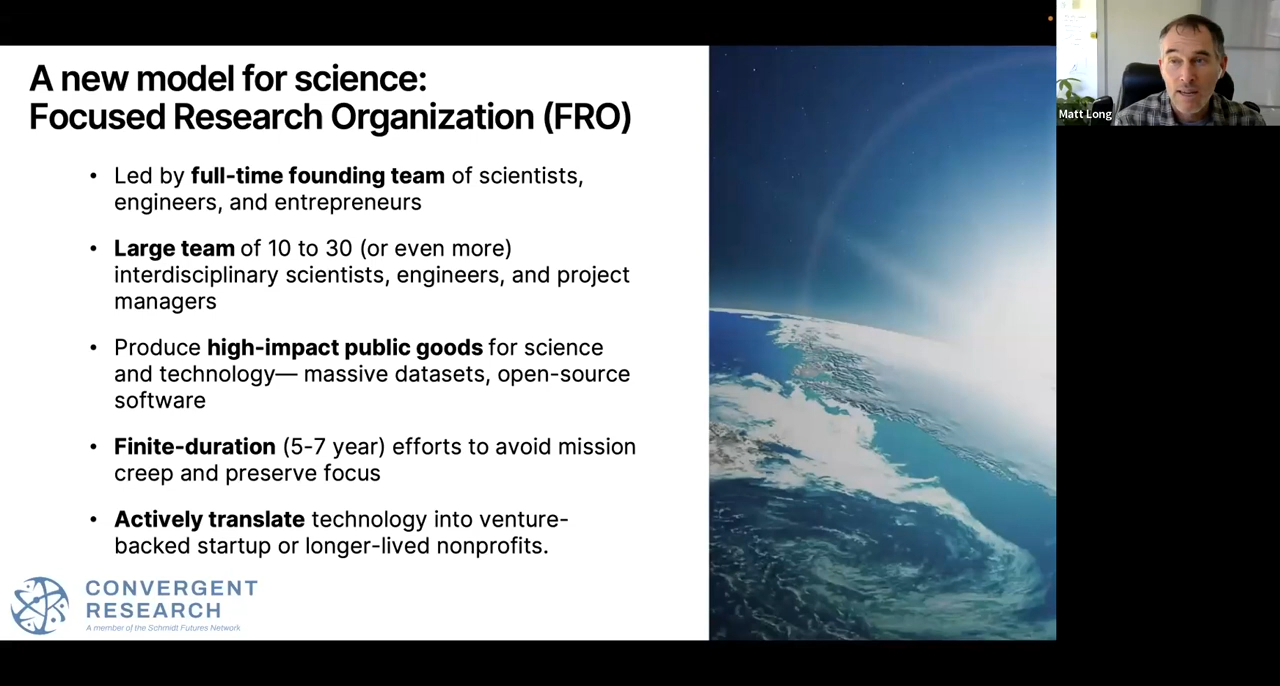 A new model for science:
Focused Research Organization (FRO)
• Led by full-time founding team of scientists,
engineers, and entrepreneurs
• Large team of 10 to 30 (or even more)
interdisciplinary scientists, engineers, and project
managers
• Produce high-impact public goods for science
and technology— massive datasets, open-source
software
• Finite-duration (5-7 year) efforts to avoid mission
creep and preserve focus
• Actively translate technology into venture-
backed startup or longer-lived nonprofits.
CONVERGENT
RESEARCH
A member of the Schmidt Futures Network
Matt Long